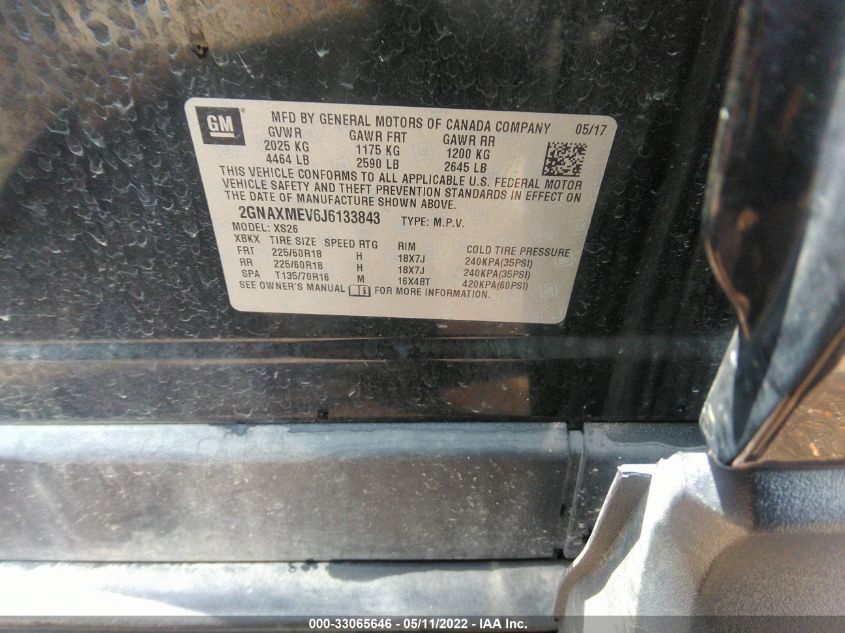 GM ® MFD BY GENERAL MOTORS OF CANADA COMPANY 05/17
GVWR GAWR FRT GAWR RR
2025 KG 1175 KG 1200 KG
4464 LB 2590 LB 2645 LB
THIS VEHICLE CONFORMS TO ALL APPLICABLE U.S. FEDERAL MOTOR
VEHICLE SAFETY AND THEFT PREVENTION STANDARDS IN EFFECT ON
THE DATE OF MANUFACTURE SHOWN ABOVE.
2GNAXMEV6J6133843 TYPE: M.P.V.
MODEL: XS26
XBKX TIRE SIZE SPEED RTG RIM COLD TIRE PRESSURE
FRT 225/60R18 H 18X7J 240KPA(35PSI)
RR 225/60R18 H 18X7J 240KPA(35PSI)
SPA T135/70R16 M 16X4BT 420KPA(60PSI)
SEE OWNER'S MANUAL FOR MORE INFORMATION.
000-33065646 - 05/11/2022 - IAA Inc.